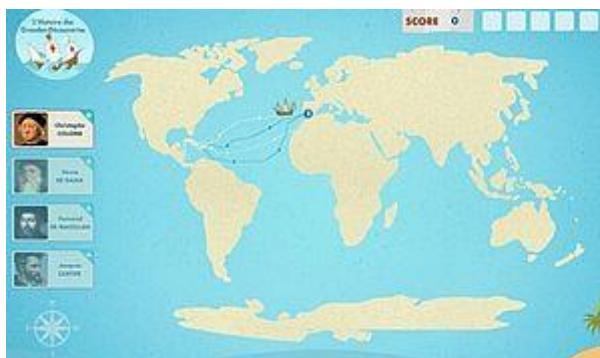 L'Histoire des
Grandes Découvertes
SCORE 0
Christophe
COLOMB
Vasco
DE GAMA
Fernand
DE MAGELLAN
Jacques
CARTIER